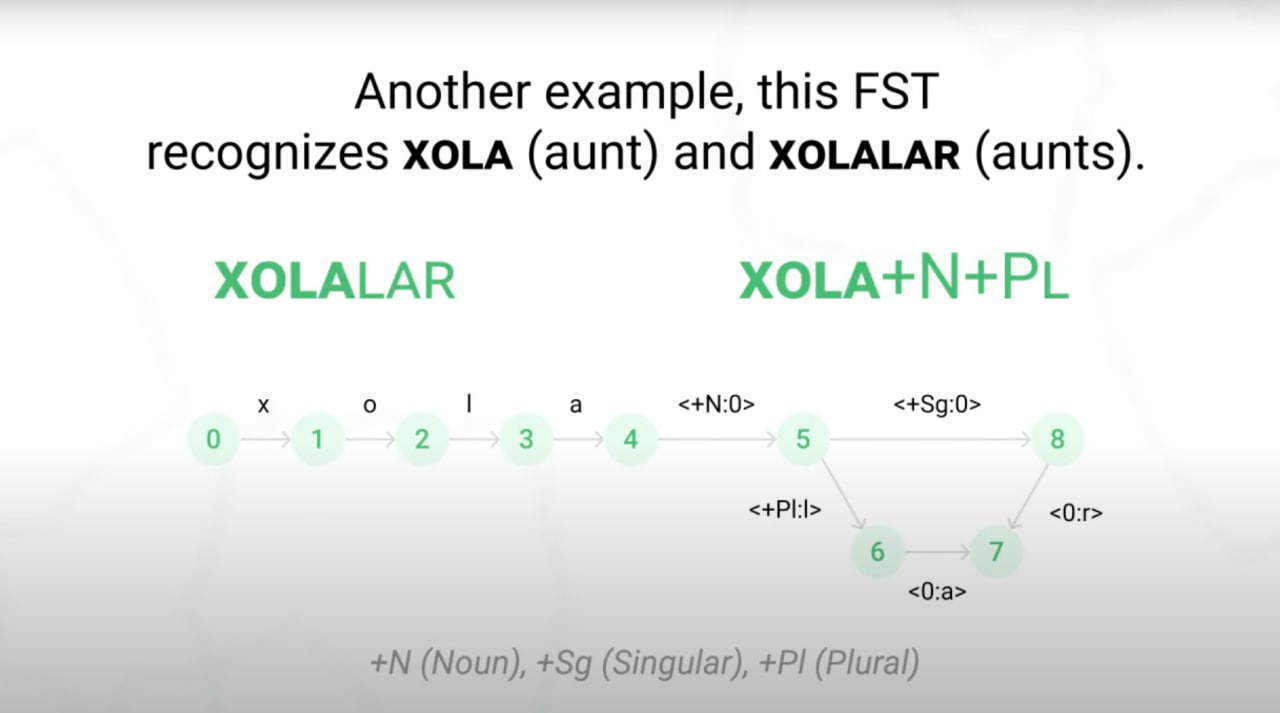 Another example, this FST
recognizes XOLA (aunt) and XOLALAR (aunts).
XOLALAR
XOLA+N+PL
x o l a <+N:0> <+Sg:0>
0 1 2 3 4 5 8
<+Pl:l> <0:r>
6 7
<0:a>
+N (Noun), +Sg (Singular), +Pl (Plural)